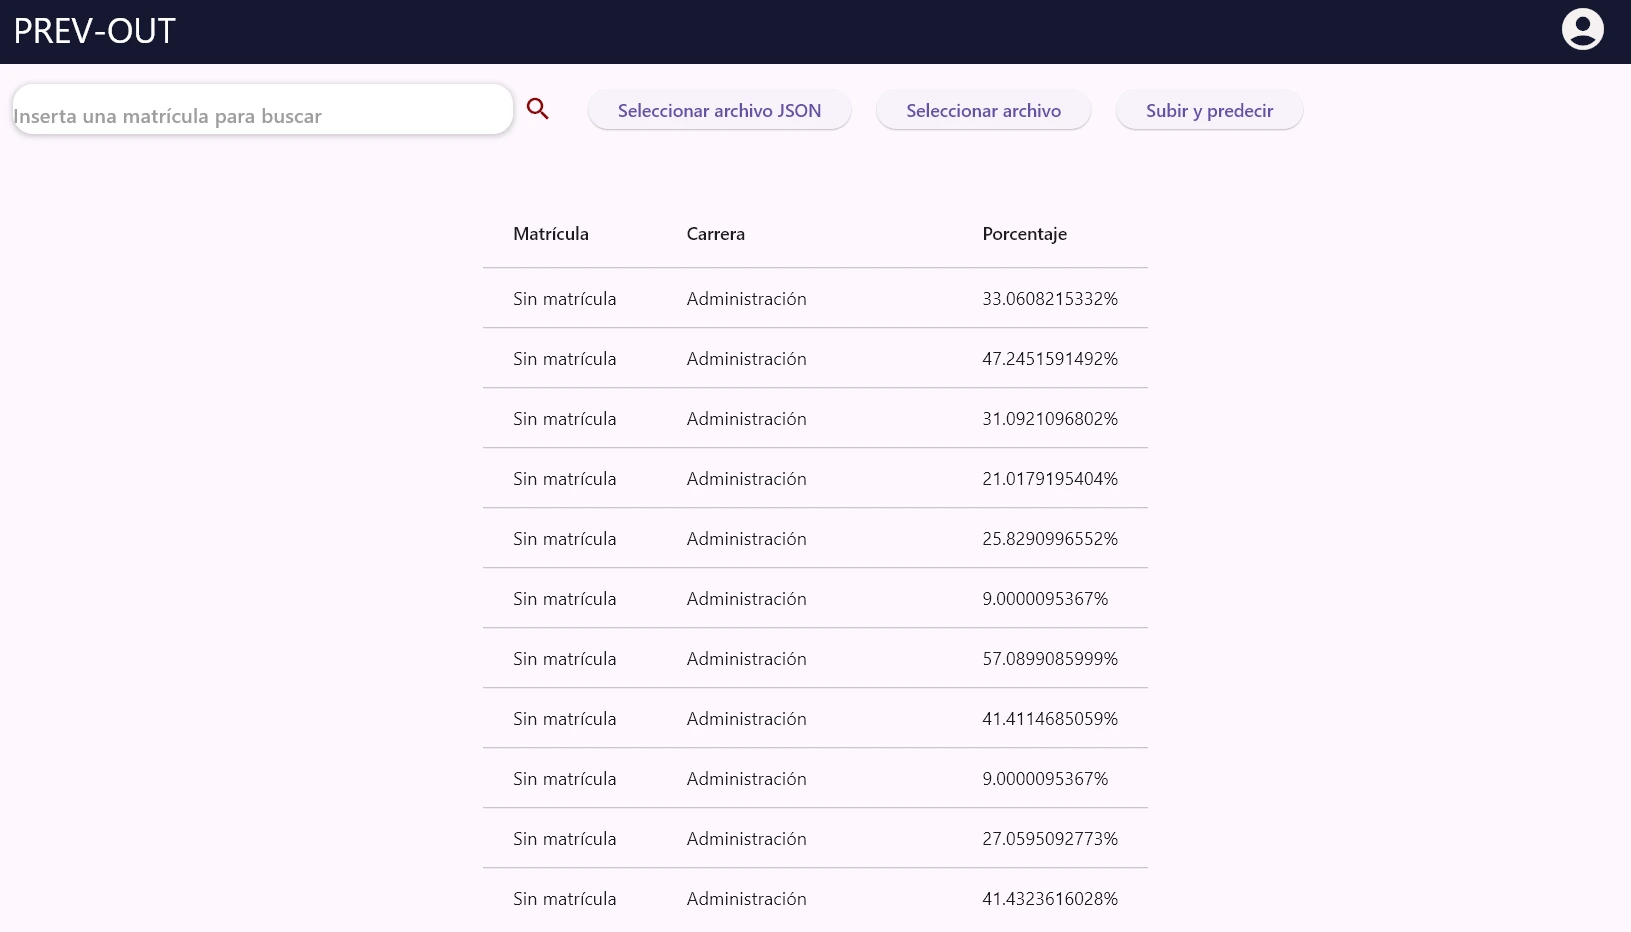 PREV-OUT
Inserta una matrícula para buscar Seleccionar archivo JSON Seleccionar archivo Subir y predecir
Matrícula Carrera Porcentaje
Sin matrícula Administración 33.0608215332%
Sin matrícula Administración 47.2451591492%
Sin matrícula Administración 31.0921096802%
Sin matrícula Administración 21.0179195404%
Sin matrícula Administración 25.8290996552%
Sin matrícula Administración 9.0000095367%
Sin matrícula Administración 57.0899085999%
Sin matrícula Administración 41.4114685059%
Sin matrícula Administración 9.0000095367%
Sin matrícula Administración 27.0595092773%
Sin matrícula Administración 41.4323616028%